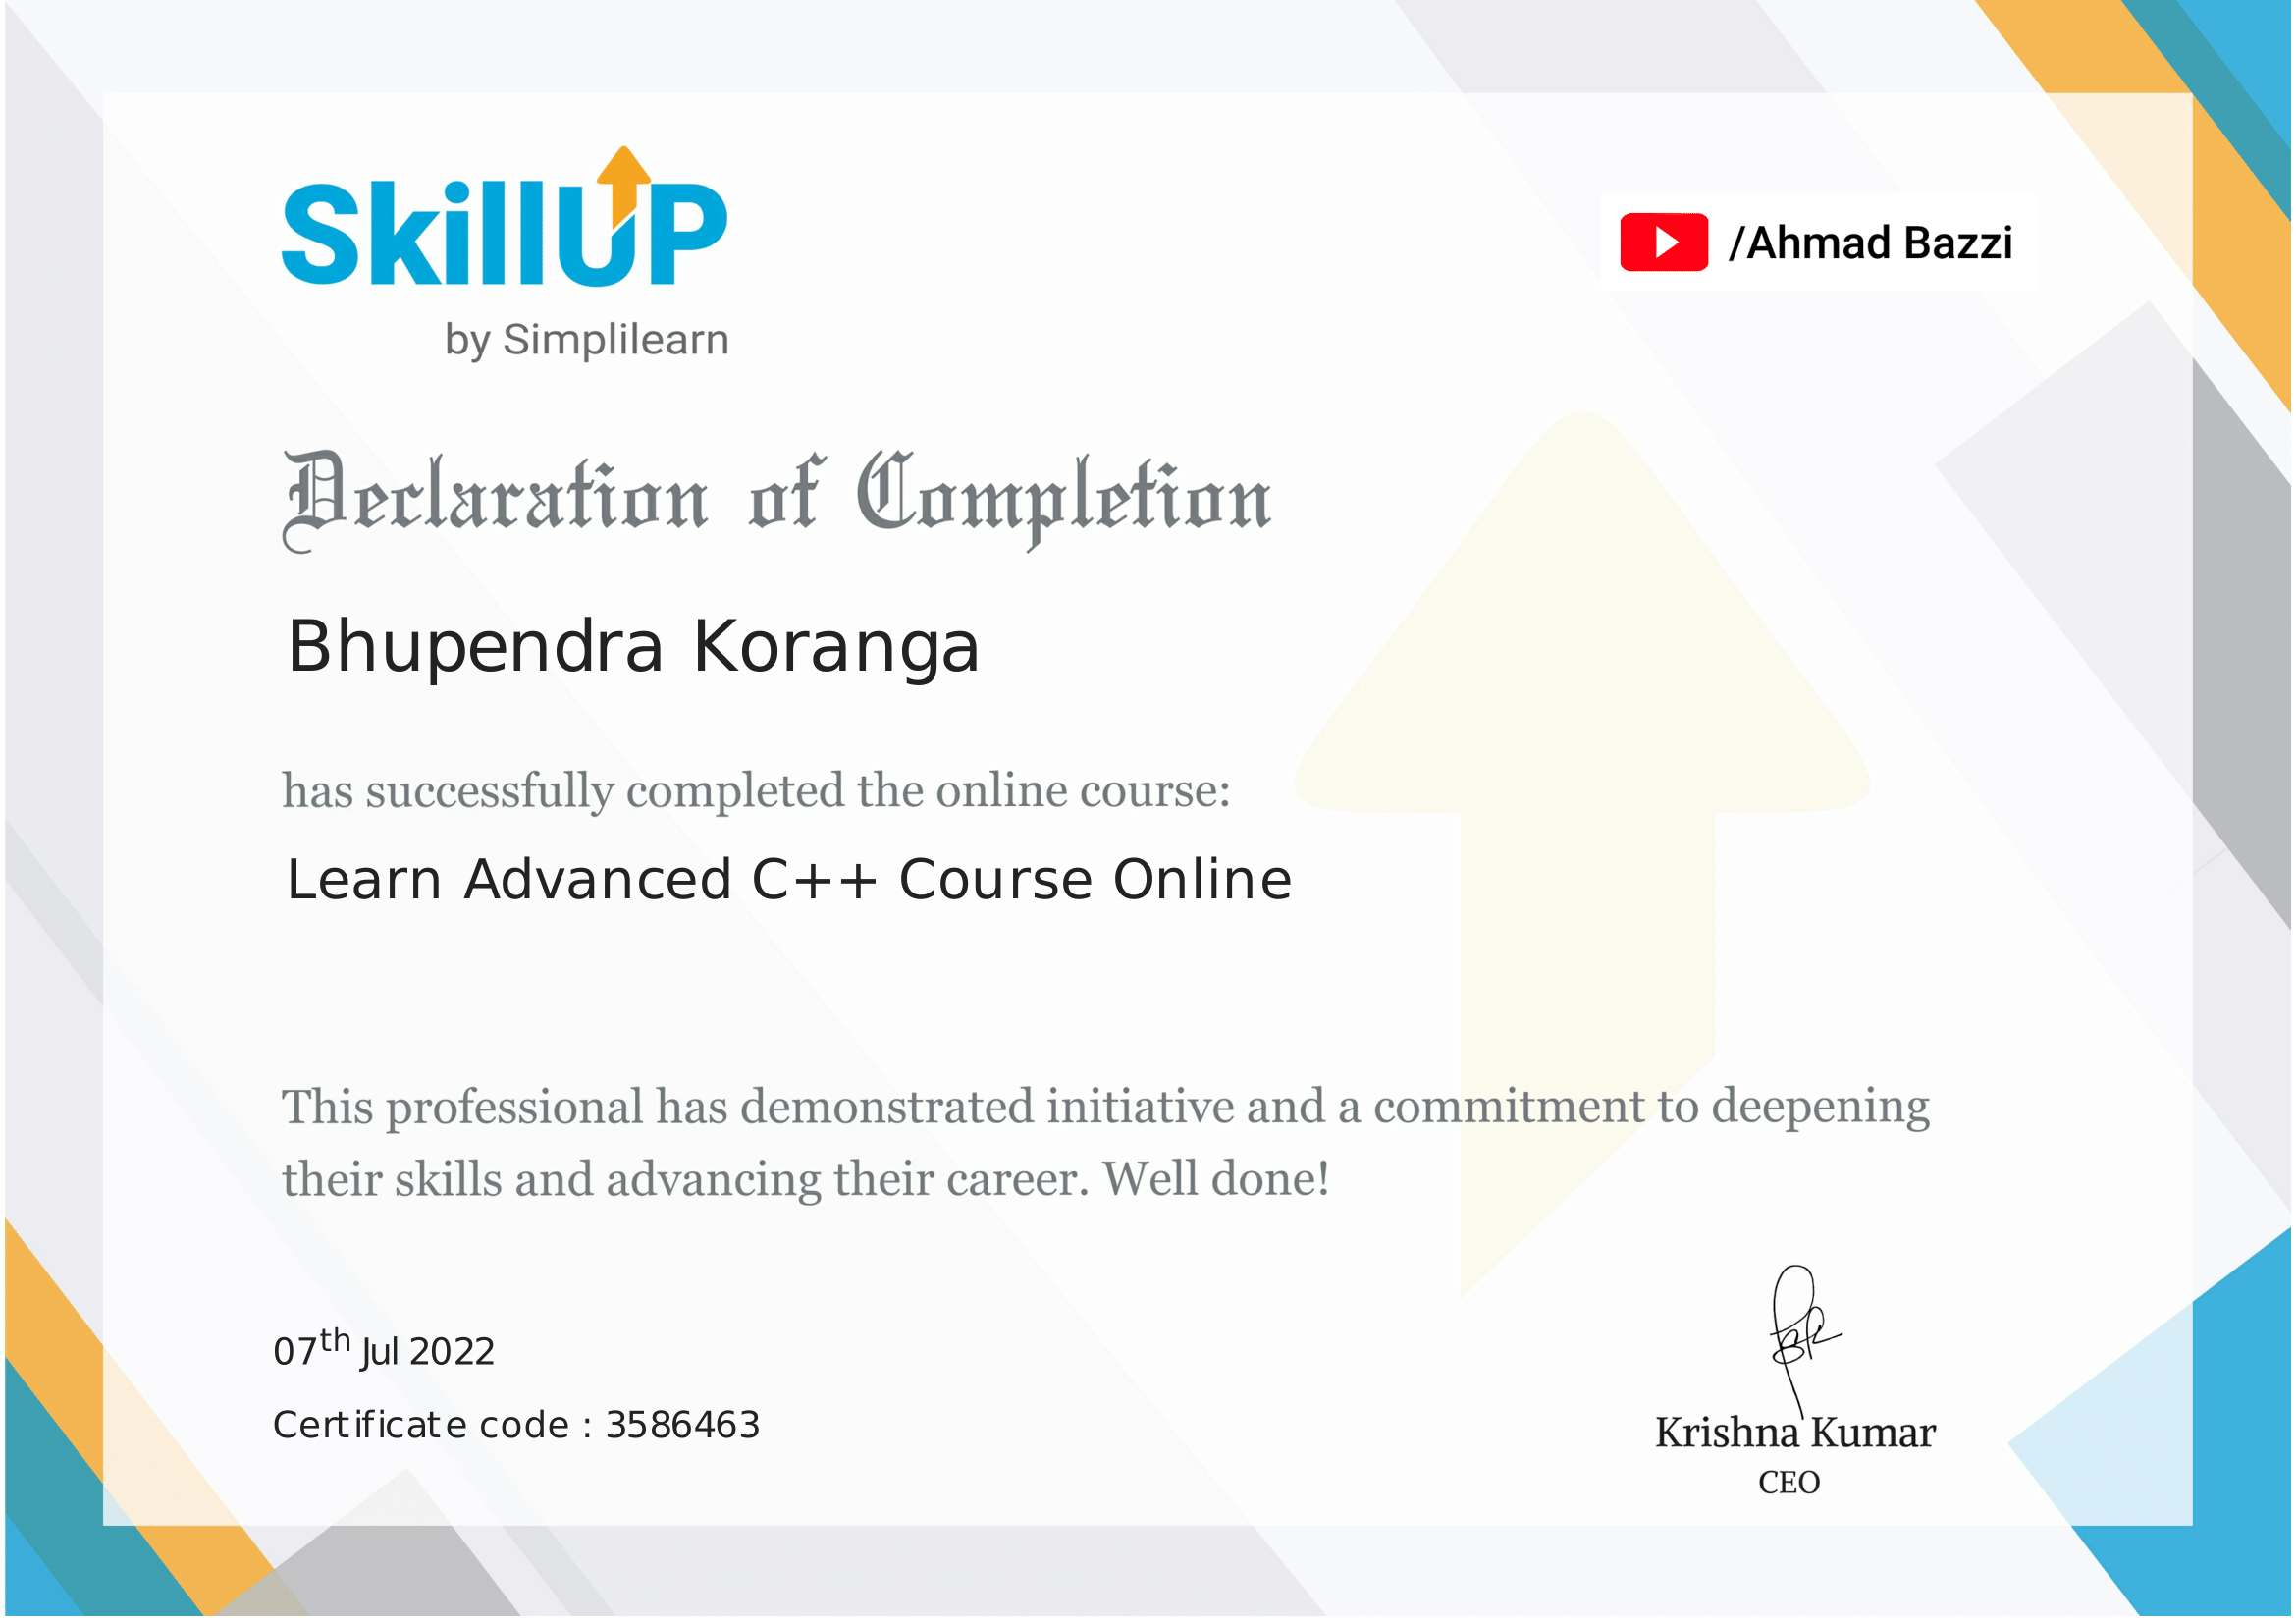 SkillUP
by Simplilearn
/Ahmad Bazzi
Declaration of Completion
Bhupendra Koranga
has successfully completed the online course:
Learn Advanced C++ Course Online
This professional has demonstrated initiative and a commitment to deepening
their skills and advancing their career. Well done!
07th Jul 2022
Certificate code : 3586463
Krishna Kumar
CEO